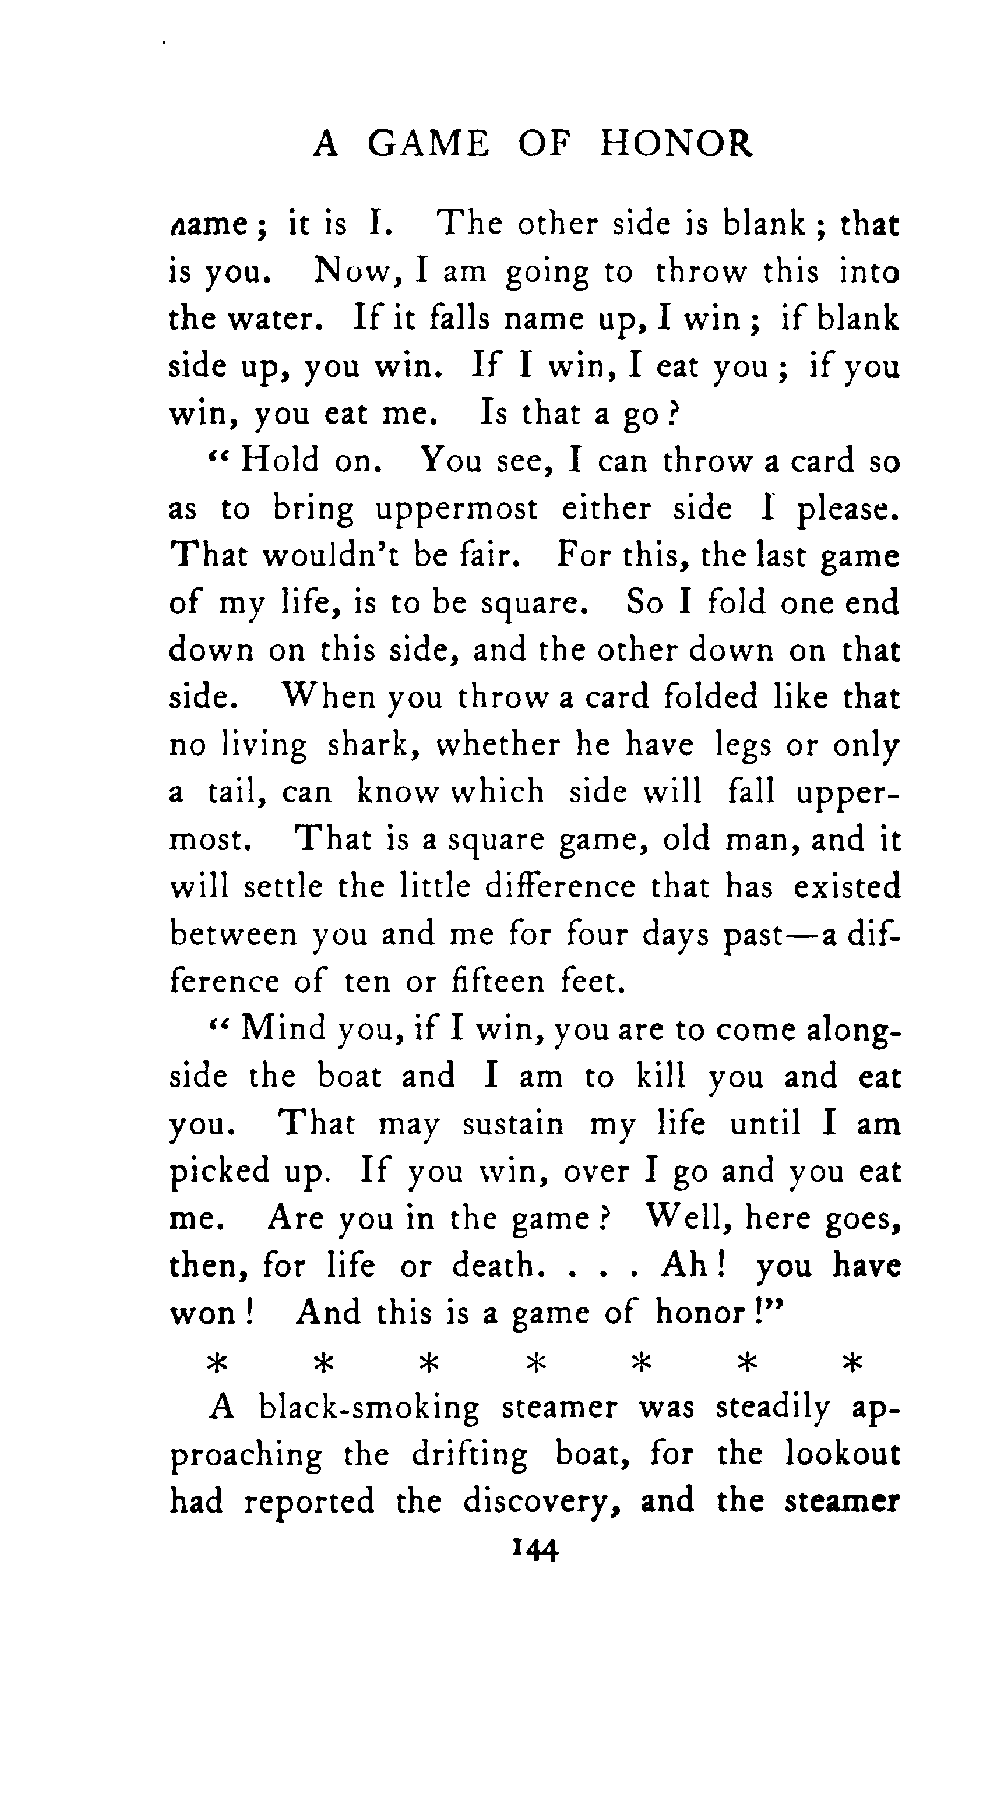 A GAME OF HONOR
name; it is I. The other side is blank; that
is you. Now, I am going to throw this into
the water. If it falls name up, I win; if blank
side up, you win. If I win, I eat you; if you
win, you eat me. Is that a go?
"Hold on. You see, I can throw a card so
as to bring uppermost either side I please.
That wouldn't be fair. For this, the last game
of my life, is to be square. So I fold one end
down on this side, and the other down on that
side. When you throw a card folded like that
no living shark, whether he have legs or only
a tail, can know which side will fall upper-
most. That is a square game, old man, and it
will settle the little difference that has existed
between you and me for four days past—a dif-
ference of ten or fifteen feet.
"Mind you, if I win, you are to come along-
side the boat and I am to kill you and eat
you. That may sustain my life until I am
picked up. If you win, over I go and you eat
me. Are you in the game? Well, here goes,
then, for life or death. . . . Ah! you have
won! And this is a game of honor!"
* * * * * * *
A black-smoking steamer was steadily ap-
proaching the drifting boat, for the lookout
had reported the discovery, and the steamer
144